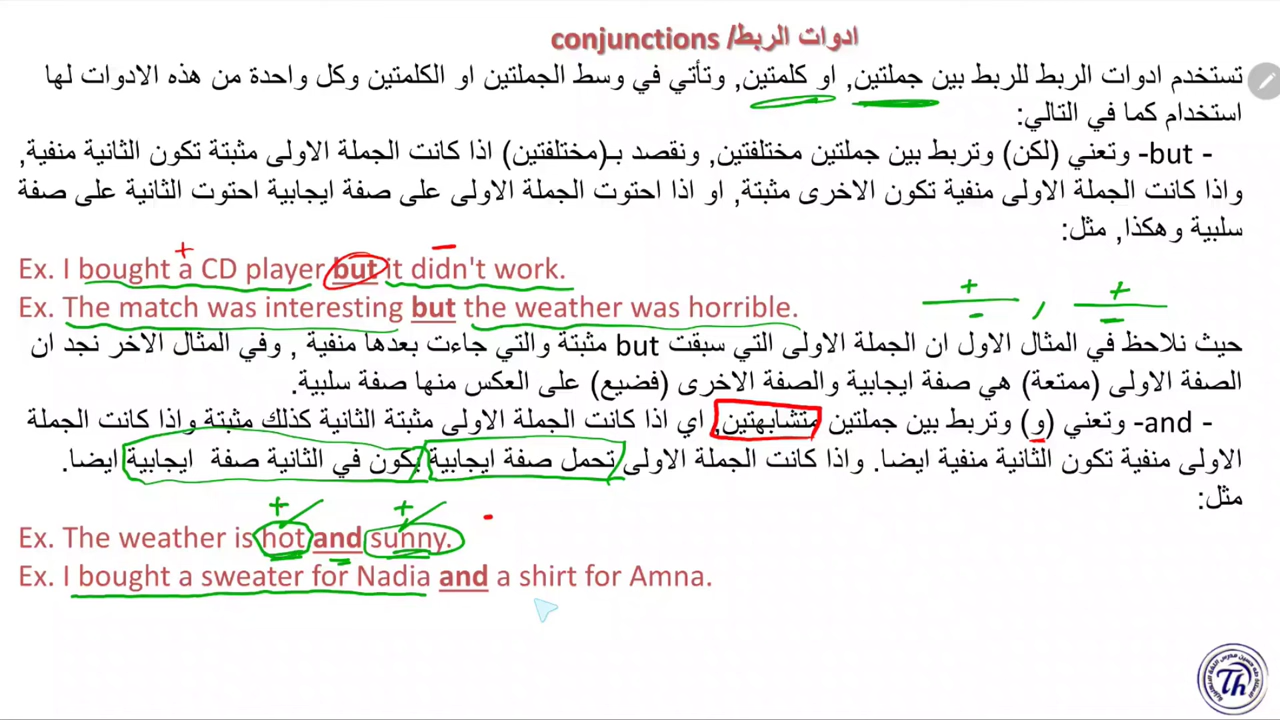 ادوات الربط/ conjunctions
تستخدم ادوات الربط للربط بين جملتين, او كلمتين, وتأتي في وسط الجملتين او الكلمتين وكل واحدة من هذه الادوات لها
استخدام كما في التالي:
- but- وتعني (لكن) وتربط بين جملتين مختلفتين, ونقصد بـ(مختلفتين) اذا كانت الجملة الاولى مثبتة تكون الثانية منفية,
واذا كانت الجملة الاولى منفية تكون الاخرى مثبتة, او اذا احتوت الجملة الاولى على صفة ايجابية احتوت الثانية على صفة
سلبية وهكذا, مثل:
Ex. I bought a CD player but it didn't work.
Ex. The match was interesting but the weather was horrible.
حيث نلاحظ في المثال الاول ان الجملة الاولى التي سبقت but مثبتة والتي جاءت بعدها منفية , وفي المثال الاخر نجد ان
الصفة الاولى (ممتعة) هي صفة ايجابية والصفة الاخرى (فضيع) على العكس منها صفة سلبية.
- and- وتعني (و) وتربط بين جملتين متشابهتين, اي اذا كانت الجملة الاولى مثبتة الثانية كذلك مثبتة واذا كانت الجملة
الاولى منفية تكون الثانية منفية ايضا. واذا كانت الجملة الاولى تحمل صفة ايجابية يكون في الثانية صفة ايجابية ايضا.
مثل:
Ex. The weather is hot and sunny.
Ex. I bought a sweater for Nadia and a shirt for Amna.
Th